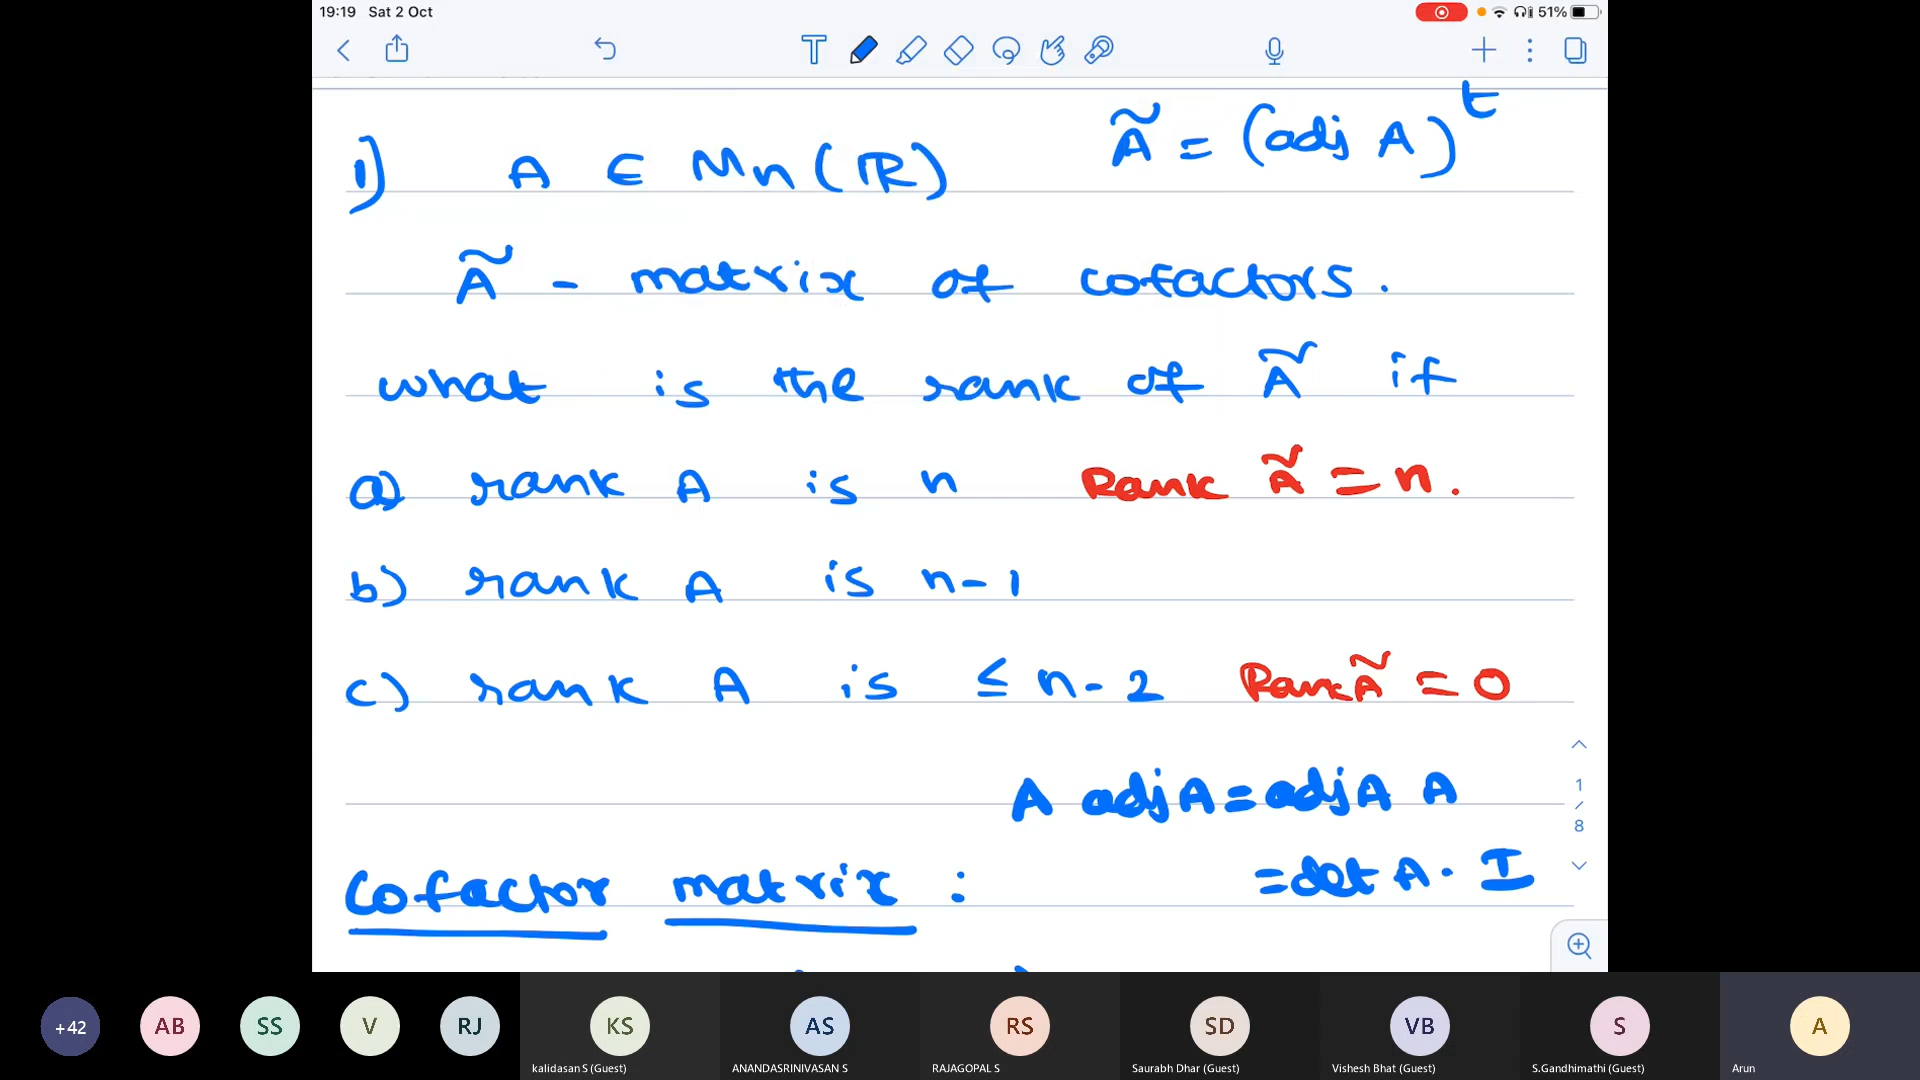 19:19 Sat 2 Oct 51%
Ã = (adj A)^t
1) A ∈ Mn(ℝ)
Ã - matrix of cofactors.
what is the rank of Ã if
a) rank A is n Rank Ã = n.
b) rank A is n-1
c) rank A is ≤ n-2 Rank Ã = 0
A adj A = adj A A
= det A . I
Cofactor matrix :
1
/
8
+42 AB SS V RJ KS AS RS SD VB S A
kalidasan S (Guest) ANANDASRINIVASAN S RAJAGOPAL S Saurabh Dhar (Guest) Vishesh Bhat (Guest) S.Gandhimathi (Guest) Arun